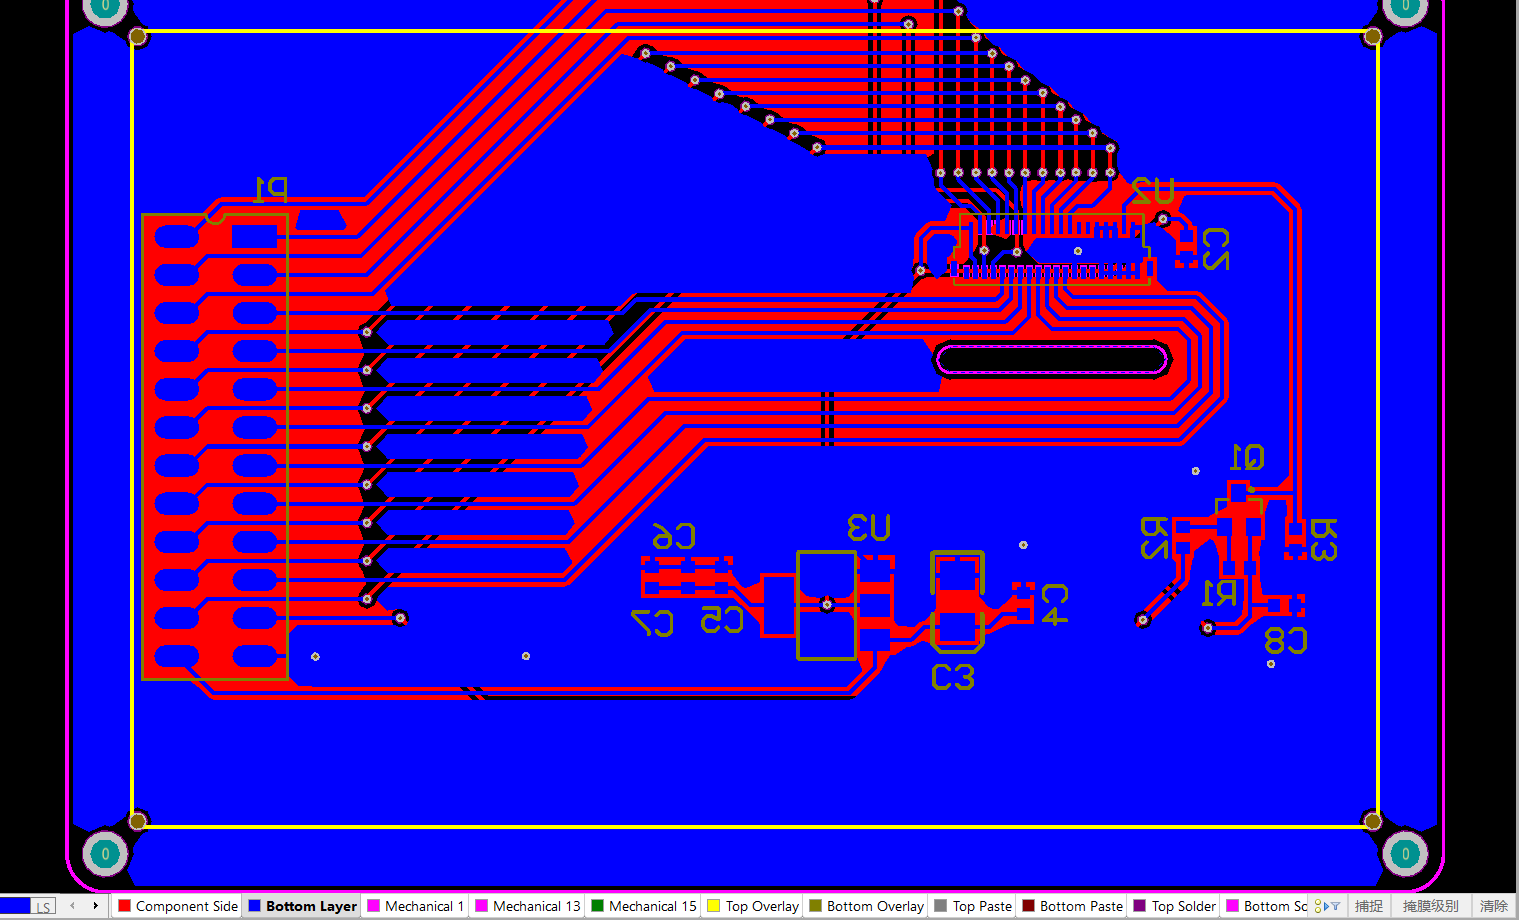 0
0
P1
U2
C2
Q1
R2
R3
C6
U3
C7
C5
C4
R1
C8
C3
0
0
LS
Component Side
Bottom Layer
Mechanical 1
Mechanical 13
Mechanical 15
Top Overlay
Bottom Overlay
Top Paste
Bottom Paste
Top Solder
Bottom Sc
捕捉
掩膜级别
清除